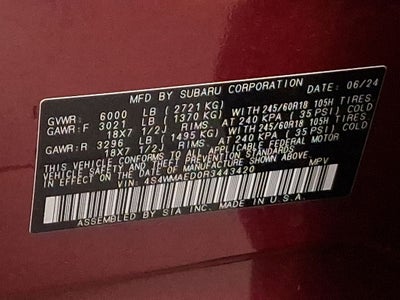 MFD BY SUBARU CORPORATION DATE: 06/24
GVWR: 6000 LB (2721 KG)
GAWR:F 3021 LB (1370 KG) WITH 245/60R18 105H TIRES
18X7 1/2J RIMS. AT 240 KPA (35 PSI) COLD
GAWR:R 3296 LB (1495 KG) WITH 245/60R18 105H TIRES
18X7 1/2J RIMS. AT 240 KPA (35 PSI) COLD
THIS VEHICLE CONFORMS TO ALL APPLICABLE FEDERAL MOTOR
VEHICLE SAFETY AND THEFT PREVENTION STANDARDS
IN EFFECT ON THE DATE OF MANUFACTURE SHOWN ABOVE.
VIN: 4S4WMAED0R3443420 MPV
ASSEMBLED BY SIA INC. MADE IN U.S.A.